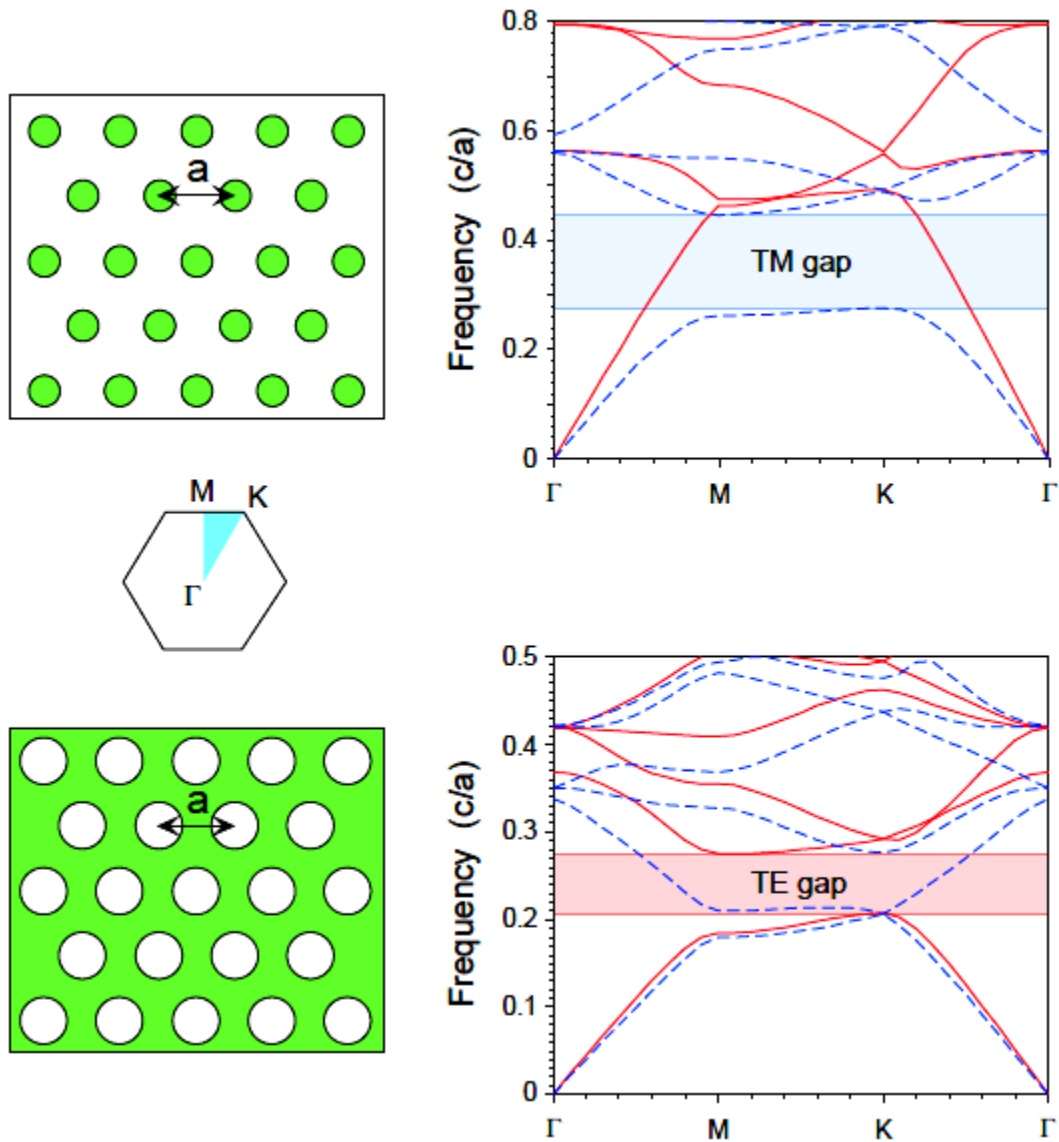 a
M
K
Γ
a
0.8
0.6
0.4
0.2
0
Frequency (c/a)
TM gap
Γ
M
K
Γ
0.5
0.4
0.3
0.2
0.1
0
Frequency (c/a)
TE gap
Γ
M
K
Γ